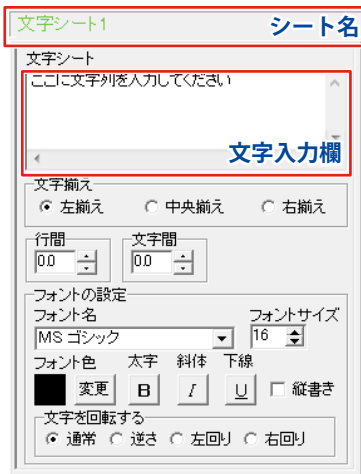 文字シート1 シート名
文字シート
ここに文字列を入力してください
文字入力欄
文字揃え
左揃え 中央揃え 右揃え
行間 文字間
0.0 0.0
フォントの設定
フォント名 フォントサイズ
MS ゴシック 16
フォント色 太字 斜体 下線
変更 B I U 縦書き
文字を回転する
通常 逆さ 左回り 右回り